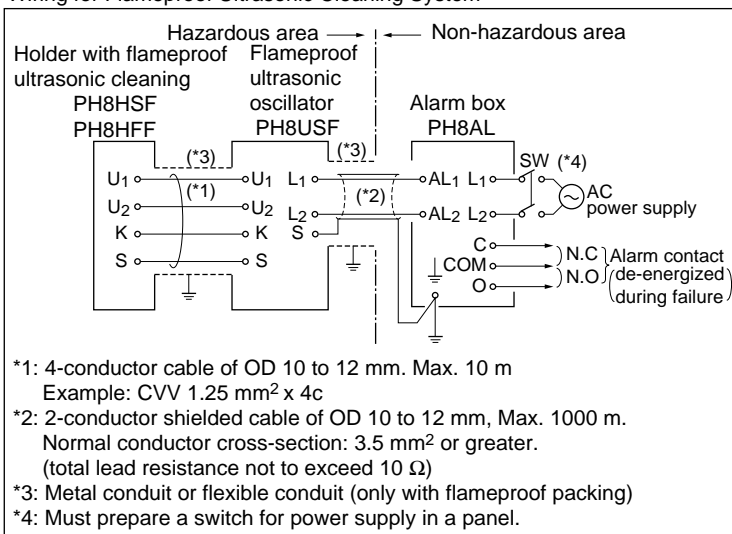 Wiring for Flameproof Ultrasonic Cleaning System
Hazardous area
Non-hazardous area
Holder with flameproof
ultrasonic cleaning
PH8HSF
PH8HFF
Flameproof
ultrasonic
oscillator
PH8USF
Alarm box
PH8AL
(*3)
(*3)
SW (*4)
U1
(*1)
U1
L1
(*2)
AL1
L1
AC
power supply
U2
U2
L2
AL2
L2
K
K
S
S
S
C
COM
O
N.C
N.O
Alarm contact
de-energized
during failure
*1: 4-conductor cable of OD 10 to 12 mm. Max. 10 m
Example: CVV 1.25 mm2 x 4c
*2: 2-conductor shielded cable of OD 10 to 12 mm, Max. 1000 m.
Normal conductor cross-section: 3.5 mm2 or greater.
(total lead resistance not to exceed 10 Ω)
*3: Metal conduit or flexible conduit (only with flameproof packing)
*4: Must prepare a switch for power supply in a panel.